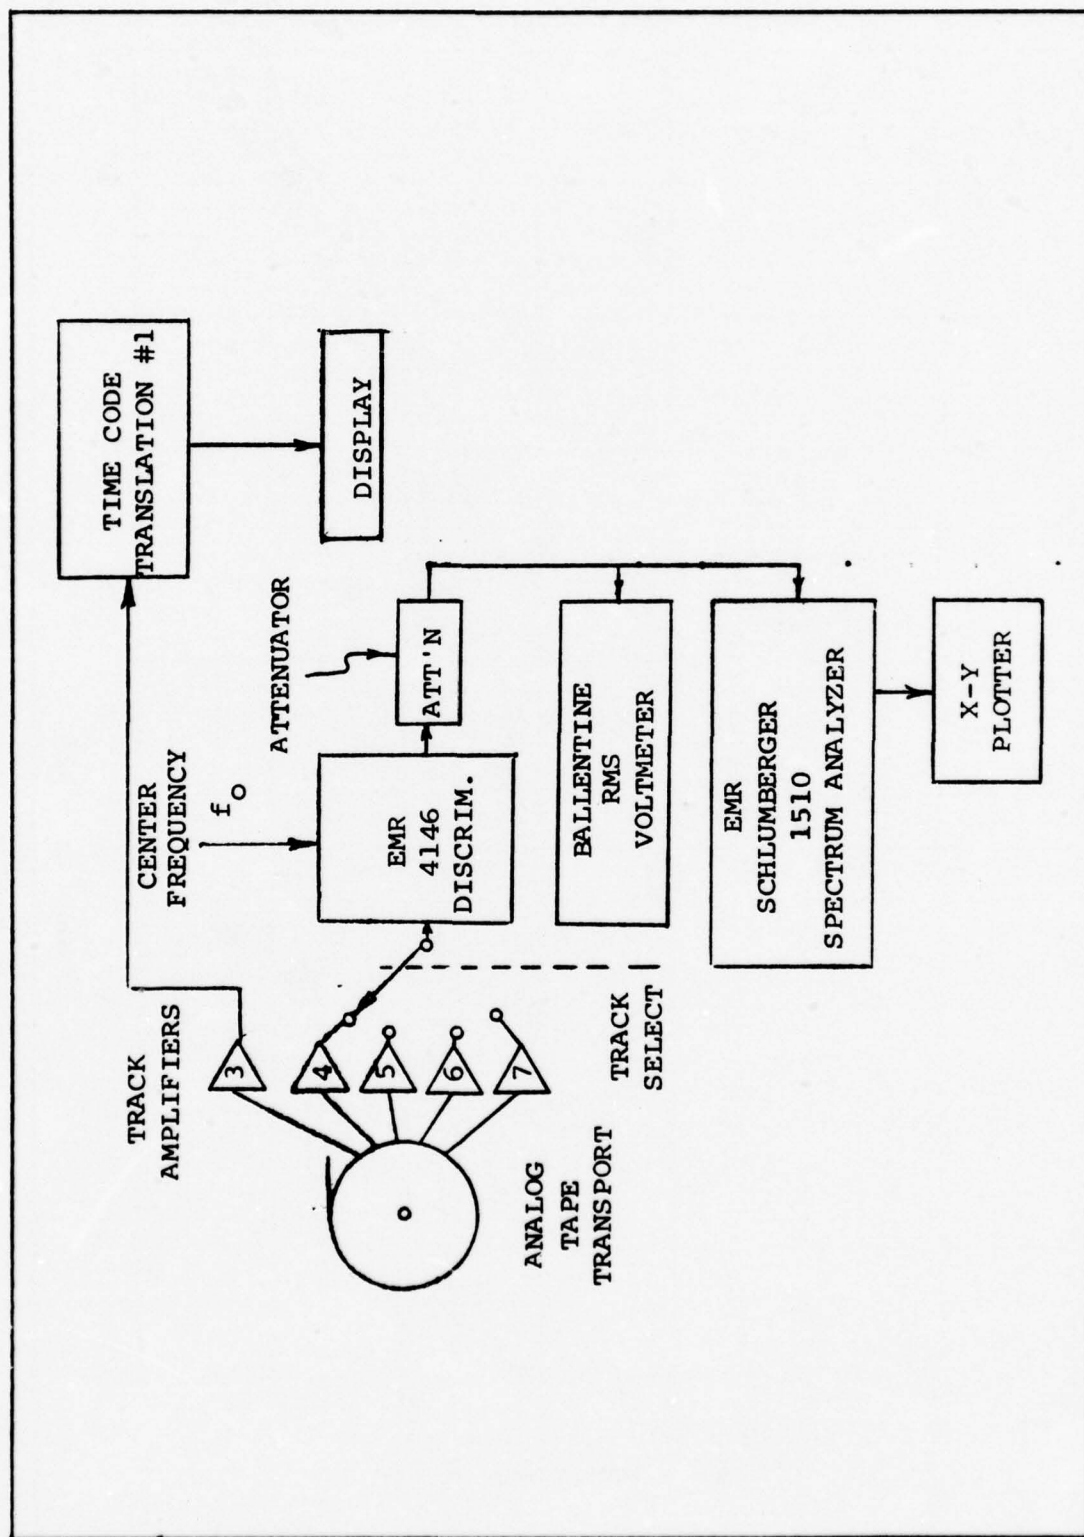 TRACK
AMPLIFIERS
CENTER
FREQUENCY
f₀
ATTENUATOR
TIME CODE
TRANSLATION #1
DISPLAY
3
4
5
6
7
EMR
4146
DISCRIM.
ATT'N
ANALOG
TAPE
TRANSPORT
TRACK
SELECT
BALLENTINE
RMS
VOLTMETER
EMR
SCHLUMBERGER
1510
SPECTRUM ANALYZER
X-Y
PLOTTER